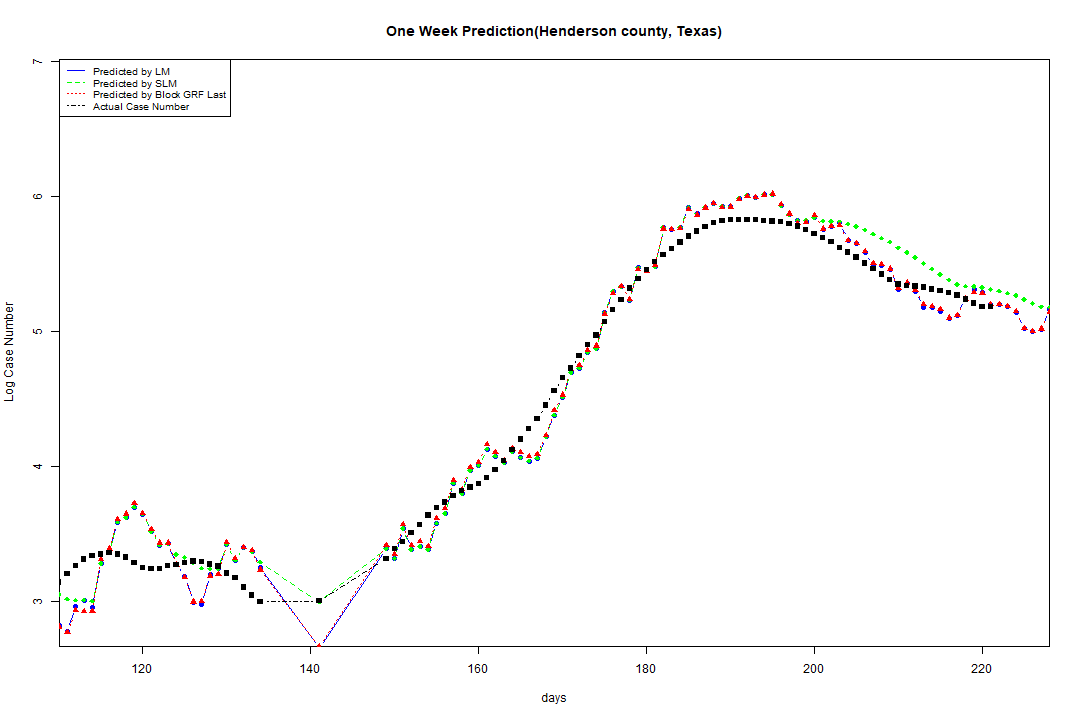 One Week Prediction(Henderson county, Texas)
Predicted by LM
Predicted by SLM
Predicted by Block GRF Last
Actual Case Number
7
6
5
4
3
Log Case Number
120 140 160 180 200 220
days